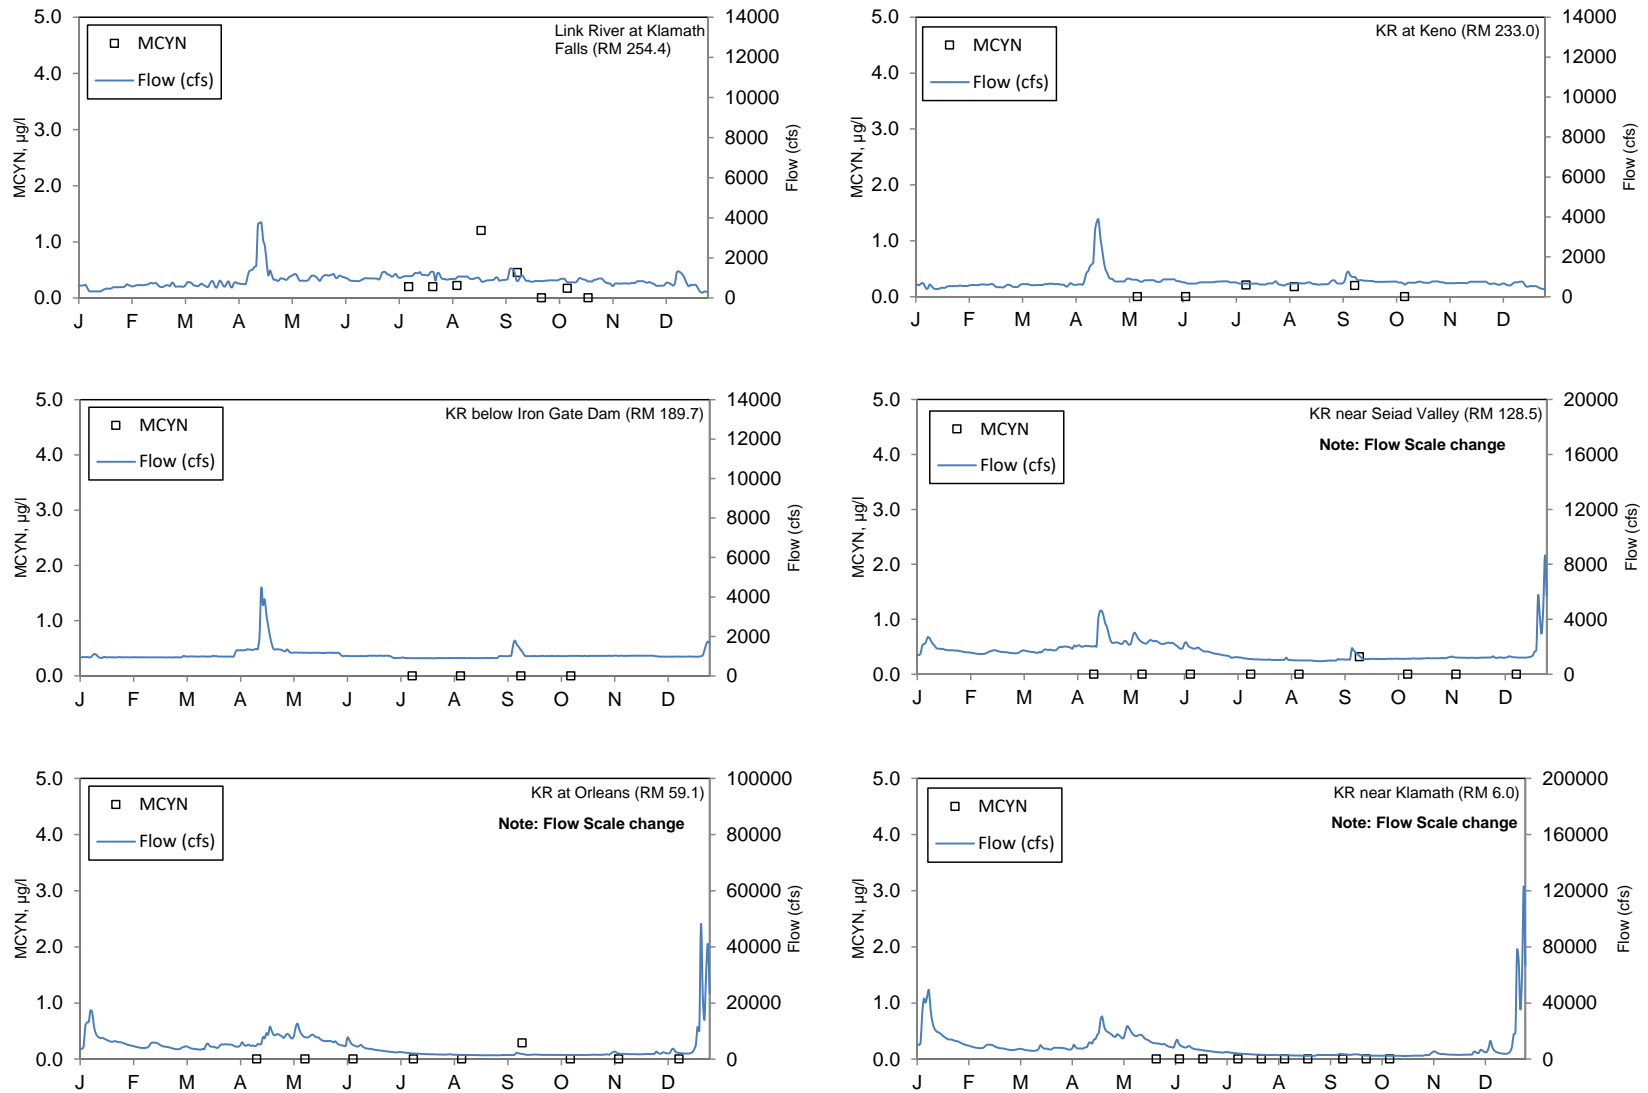 5.0
4.0
3.0
2.0
1.0
0.0
MCYN, µg/l
MCYN
Flow (cfs)
Link River at Klamath
Falls (RM 254.4)
14000
12000
10000
8000
6000
4000
2000
0
Flow (cfs)
J F M A M J J A S O N D
5.0
4.0
3.0
2.0
1.0
0.0
MCYN, µg/l
MCYN
Flow (cfs)
KR at Keno (RM 233.0)
14000
12000
10000
8000
6000
4000
2000
0
Flow (cfs)
J F M A M J J A S O N D
5.0
4.0
3.0
2.0
1.0
0.0
MCYN, µg/l
MCYN
Flow (cfs)
KR below Iron Gate Dam (RM 189.7)
14000
12000
10000
8000
6000
4000
2000
0
Flow (cfs)
J F M A M J J A S O N D
5.0
4.0
3.0
2.0
1.0
0.0
MCYN, µg/l
MCYN
Flow (cfs)
KR near Seiad Valley (RM 128.5)
Note: Flow Scale change
20000
16000
12000
8000
4000
0
Flow (cfs)
J F M A M J J A S O N D
5.0
4.0
3.0
2.0
1.0
0.0
MCYN, µg/l
MCYN
Flow (cfs)
KR at Orleans (RM 59.1)
Note: Flow Scale change
100000
80000
60000
40000
20000
0
Flow (cfs)
J F M A M J J A S O N D
5.0
4.0
3.0
2.0
1.0
0.0
MCYN, µg/l
MCYN
Flow (cfs)
KR near Klamath (RM 6.0)
Note: Flow Scale change
200000
160000
120000
80000
40000
0
Flow (cfs)
J F M A M J J A S O N D